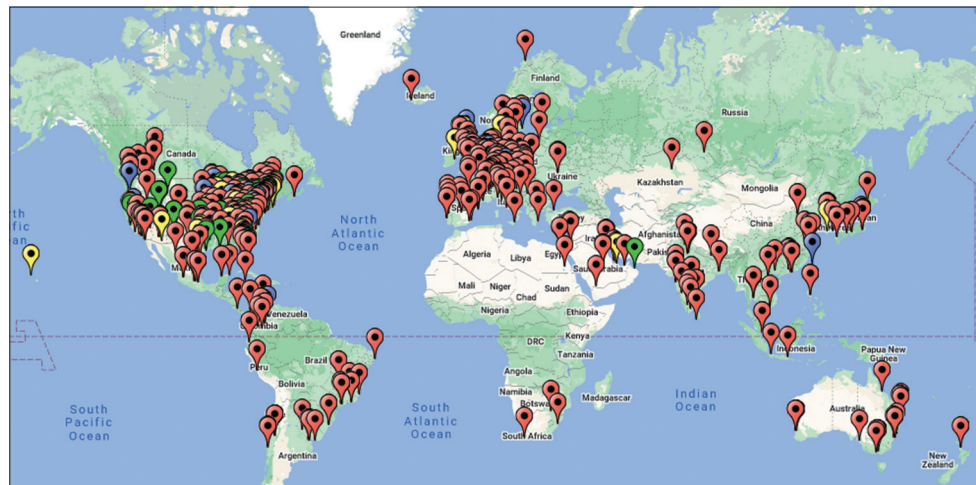 Greenland
Iceland
Finland
Russia
Canada
Ukraine
Kazakhstan
Mongolia
North
Atlantic
Ocean
Afghanistan
China
Algeria
Libya
Saudi Arabia
Mali
Niger
Chad
Sudan
Nigeria
Ethiopia
Venezuela
DRC
Kenya
Tanzania
Indonesia
Papua New
Guinea
Peru
Brazil
Bolivia
Angola
Namibia
Madagascar
Indian
Ocean
South
Pacific
Ocean
South
Atlantic
Ocean
Australia
South Africa
Argentina
New
Zealand